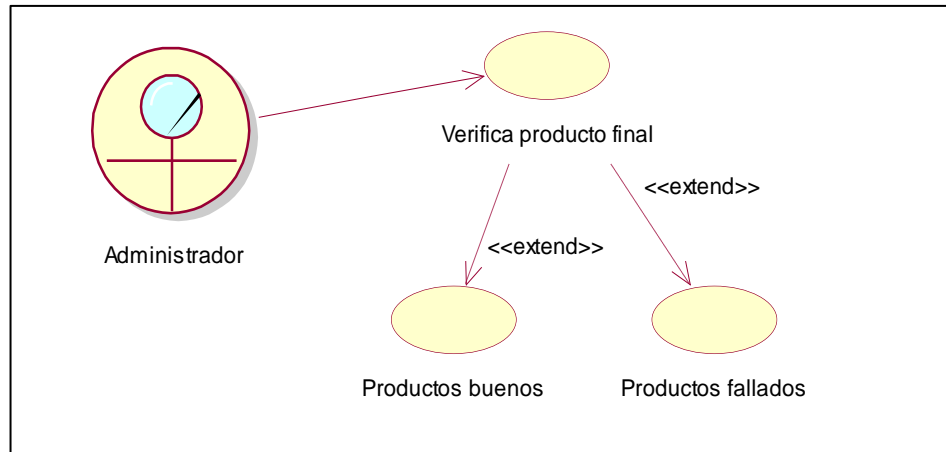 Verifica producto final
<<extend>>
Administrador
<<extend>>
Productos buenos
Productos fallados